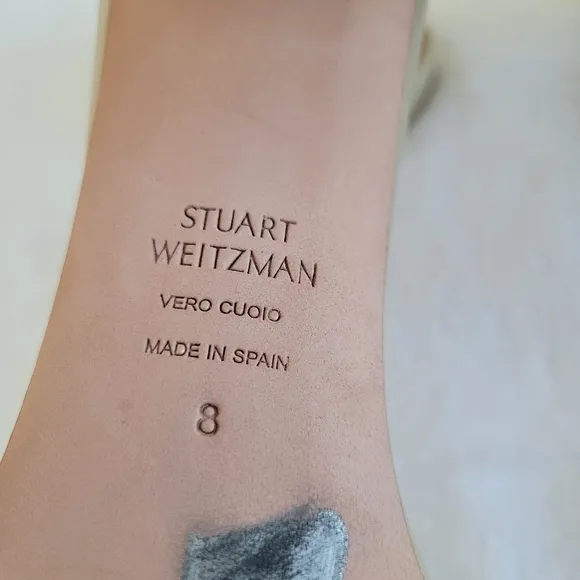 STUART
WEITZMAN
VERO CUOIO
MADE IN SPAIN
8